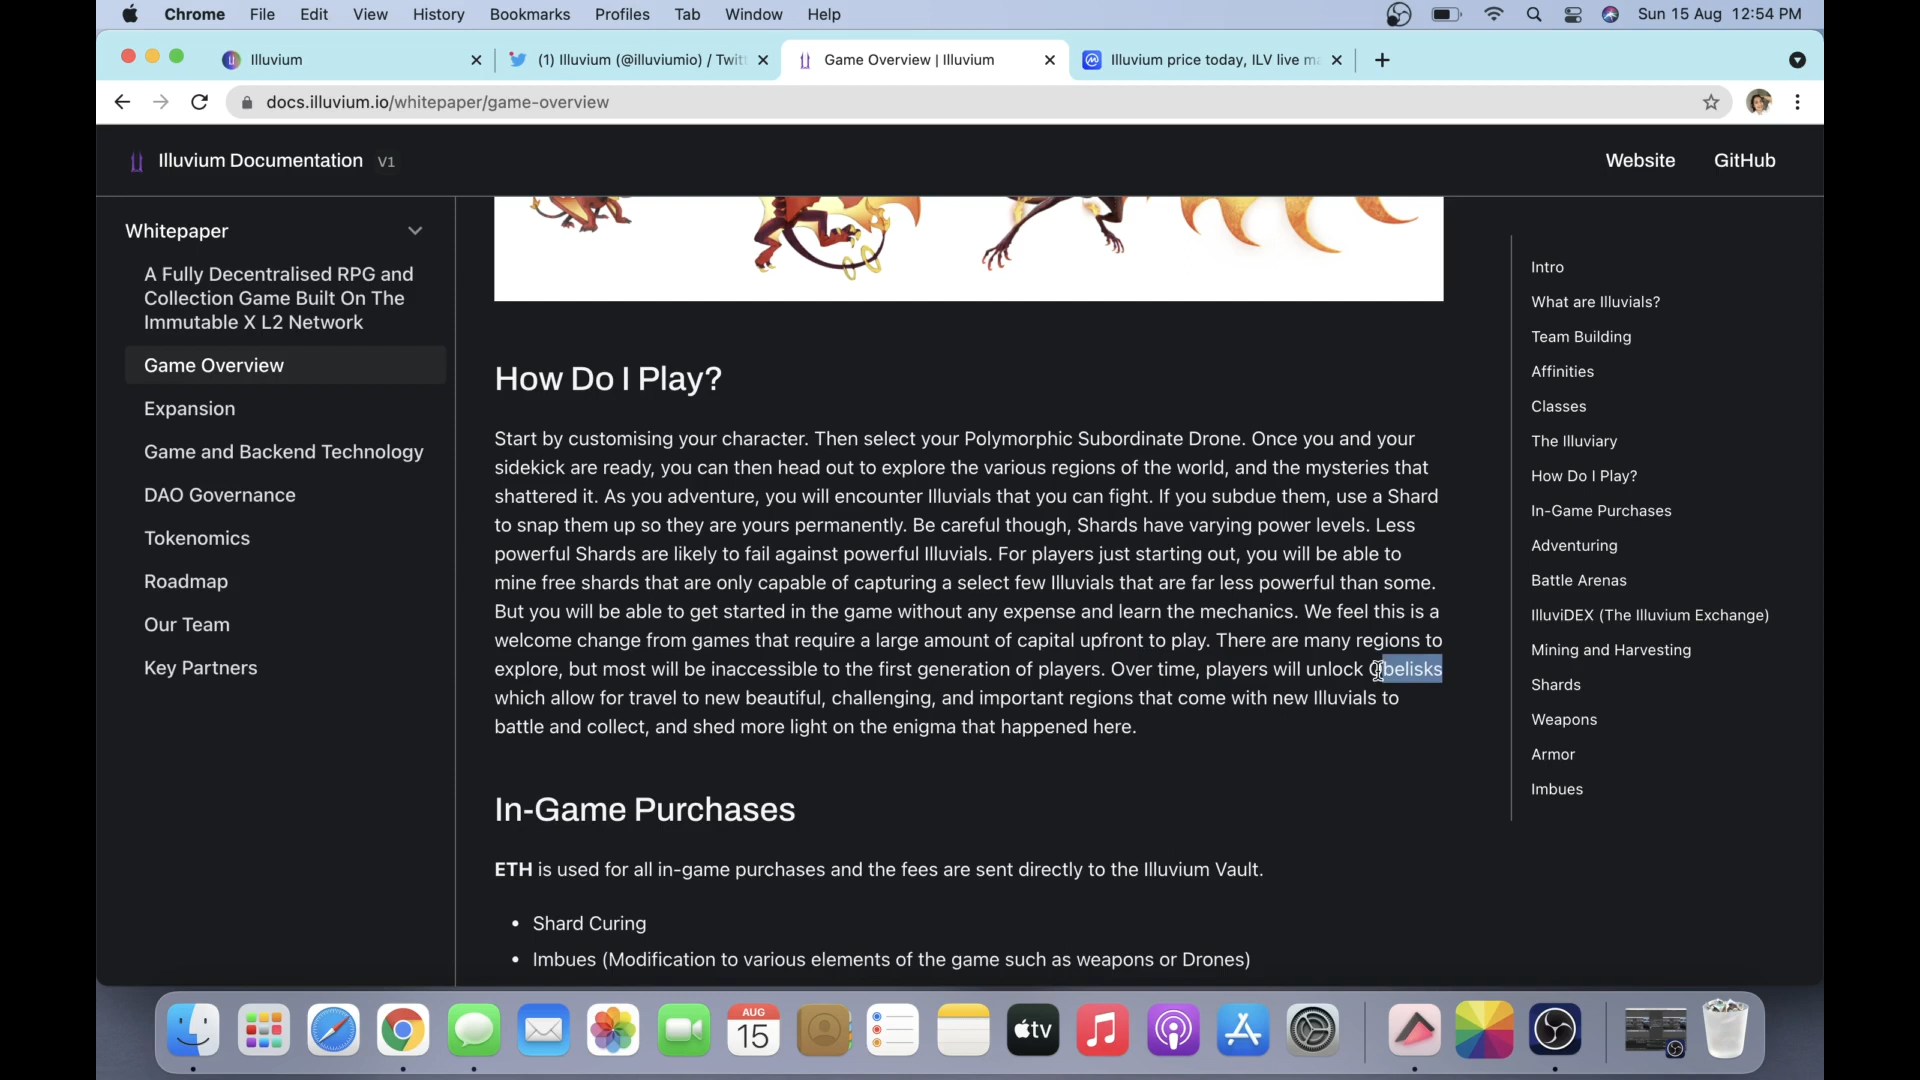 Chrome File Edit View History Bookmarks Profiles Tab Window Help Sun 15 Aug 12:54 PM
Illuvium (1) Illuvium (@illuviumio) / Twitt Game Overview | Illuvium Illuvium price today, ILV live ma
docs.illuvium.io/whitepaper/game-overview
Illuvium Documentation V1 Website GitHub
Whitepaper
A Fully Decentralised RPG and
Collection Game Built On The
Immutable X L2 Network
Game Overview
Expansion
Game and Backend Technology
DAO Governance
Tokenomics
Roadmap
Our Team
Key Partners
How Do I Play?
Start by customising your character. Then select your Polymorphic Subordinate Drone. Once you and your
sidekick are ready, you can then head out to explore the various regions of the world, and the mysteries that
shattered it. As you adventure, you will encounter Illuvials that you can fight. If you subdue them, use a Shard
to snap them up so they are yours permanently. Be careful though, Shards have varying power levels. Less
powerful Shards are likely to fail against powerful Illuvials. For players just starting out, you will be able to
mine free shards that are only capable of capturing a select few Illuvials that are far less powerful than some.
But you will be able to get started in the game without any expense and learn the mechanics. We feel this is a
welcome change from games that require a large amount of capital upfront to play. There are many regions to
explore, but most will be inaccessible to the first generation of players. Over time, players will unlock Obelisks
which allow for travel to new beautiful, challenging, and important regions that come with new Illuvials to
battle and collect, and shed more light on the enigma that happened here.
In-Game Purchases
ETH is used for all in-game purchases and the fees are sent directly to the Illuvium Vault.
• Shard Curing
• Imbues (Modification to various elements of the game such as weapons or Drones)
Intro
What are Illuvials?
Team Building
Affinities
Classes
The Illuviary
How Do I Play?
In-Game Purchases
Adventuring
Battle Arenas
IlluviDEX (The Illuvium Exchange)
Mining and Harvesting
Shards
Weapons
Armor
Imbues
AUG
15
tv